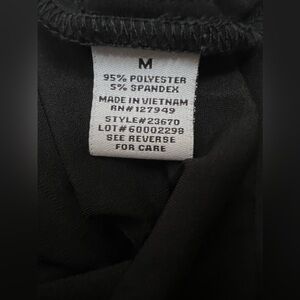 M
95% POLYESTER
5% SPANDEX
MADE IN VIETNAM
RN#127949
STYLE#23670
LOT#60002298
SEE REVERSE
FOR CARE